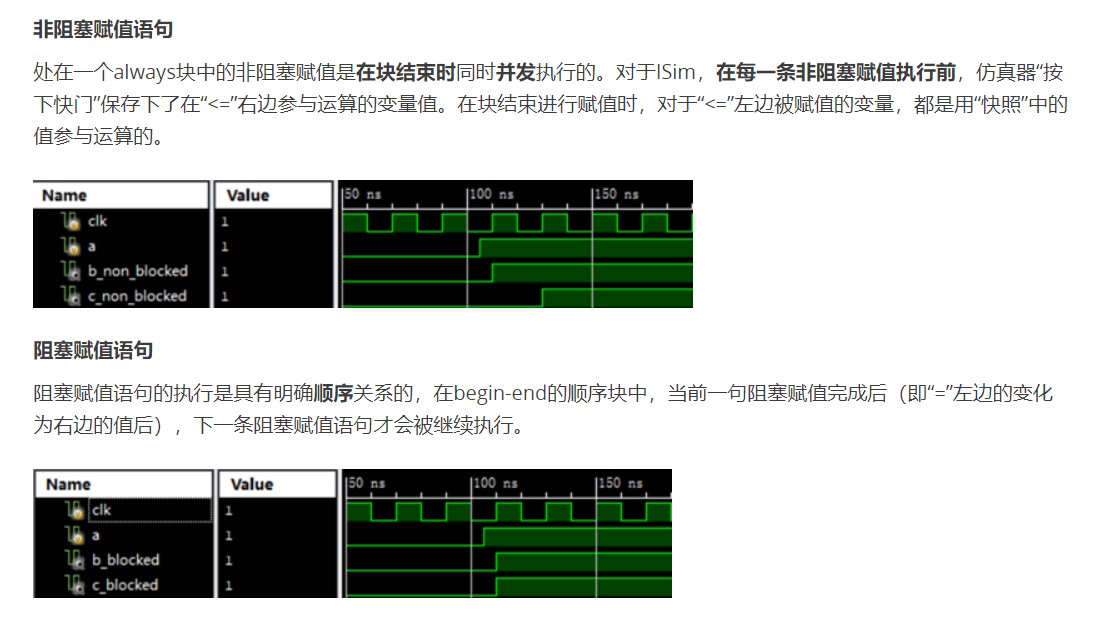 非阻塞赋值语句
处在一个always块中的非阻塞赋值是在块结束时同时并发执行的。对于ISim，在每一条非阻塞赋值执行前，仿真器“按
下快门”保存下了在“<=”右边参与运算的变量值。在块结束进行赋值时，对于“<=”左边被赋值的变量，都是用“快照”中的
值参与运算的。
Name Value 50 ns 100 ns 150 ns
clk 1
a 1
b_non_blocked 1
c_non_blocked 1
阻塞赋值语句
阻塞赋值语句的执行是具有明确顺序关系的，在begin-end的顺序块中，当前一句阻塞赋值完成后（即“=”左边的变化
为右边的值后），下一条阻塞赋值语句才会被继续执行。
Name Value 50 ns 100 ns 150 ns
clk 1
a 1
b_blocked 1
c_blocked 1